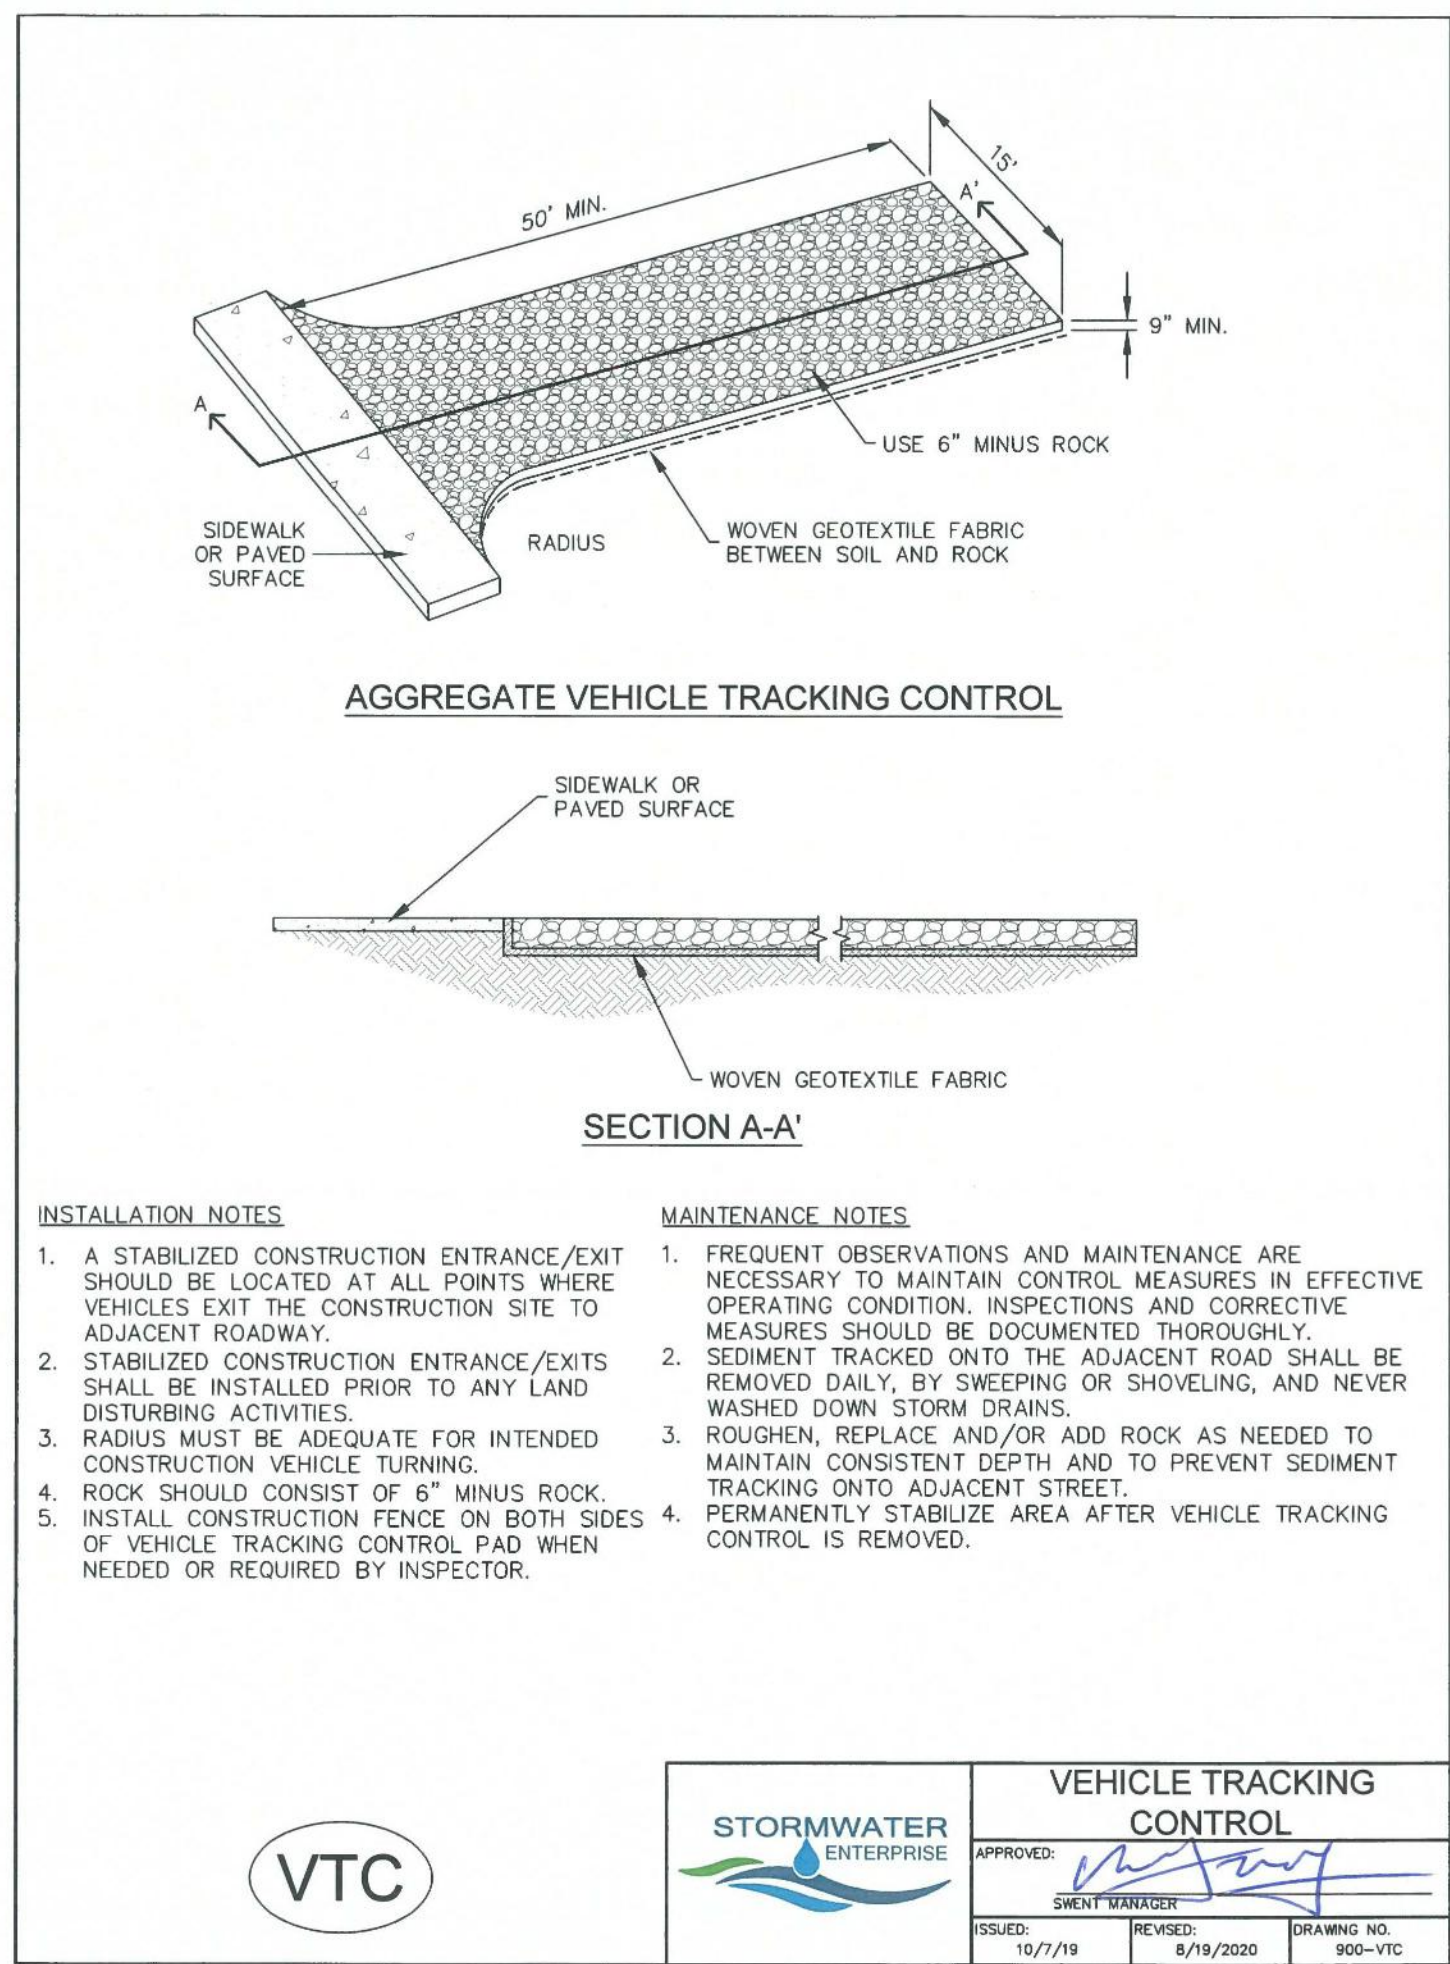 50' MIN.
15'
A'
9" MIN.
A
USE 6" MINUS ROCK
SIDEWALK
OR PAVED
SURFACE
RADIUS
WOVEN GEOTEXTILE FABRIC
BETWEEN SOIL AND ROCK
AGGREGATE VEHICLE TRACKING CONTROL
SIDEWALK OR
PAVED SURFACE
WOVEN GEOTEXTILE FABRIC
SECTION A-A'
INSTALLATION NOTES
1. A STABILIZED CONSTRUCTION ENTRANCE/EXIT
SHOULD BE LOCATED AT ALL POINTS WHERE
VEHICLES EXIT THE CONSTRUCTION SITE TO
ADJACENT ROADWAY.
2. STABILIZED CONSTRUCTION ENTRANCE/EXITS
SHALL BE INSTALLED PRIOR TO ANY LAND
DISTURBING ACTIVITIES.
3. RADIUS MUST BE ADEQUATE FOR INTENDED
CONSTRUCTION VEHICLE TURNING.
4. ROCK SHOULD CONSIST OF 6" MINUS ROCK.
5. INSTALL CONSTRUCTION FENCE ON BOTH SIDES
OF VEHICLE TRACKING CONTROL PAD WHEN
NEEDED OR REQUIRED BY INSPECTOR.
MAINTENANCE NOTES
1. FREQUENT OBSERVATIONS AND MAINTENANCE ARE
NECESSARY TO MAINTAIN CONTROL MEASURES IN EFFECTIVE
OPERATING CONDITION. INSPECTIONS AND CORRECTIVE
MEASURES SHOULD BE DOCUMENTED THOROUGHLY.
2. SEDIMENT TRACKED ONTO THE ADJACENT ROAD SHALL BE
REMOVED DAILY, BY SWEEPING OR SHOVELING, AND NEVER
WASHED DOWN STORM DRAINS.
3. ROUGHEN, REPLACE AND/OR ADD ROCK AS NEEDED TO
MAINTAIN CONSISTENT DEPTH AND TO PREVENT SEDIMENT
TRACKING ONTO ADJACENT STREET.
4. PERMANENTLY STABILIZE AREA AFTER VEHICLE TRACKING
CONTROL IS REMOVED.
VTC
STORMWATER
ENTERPRISE
VEHICLE TRACKING
CONTROL
APPROVED:
SWENT MANAGER
ISSUED:
10/7/19
REVISED:
8/19/2020
DRAWING NO.
900-VTC